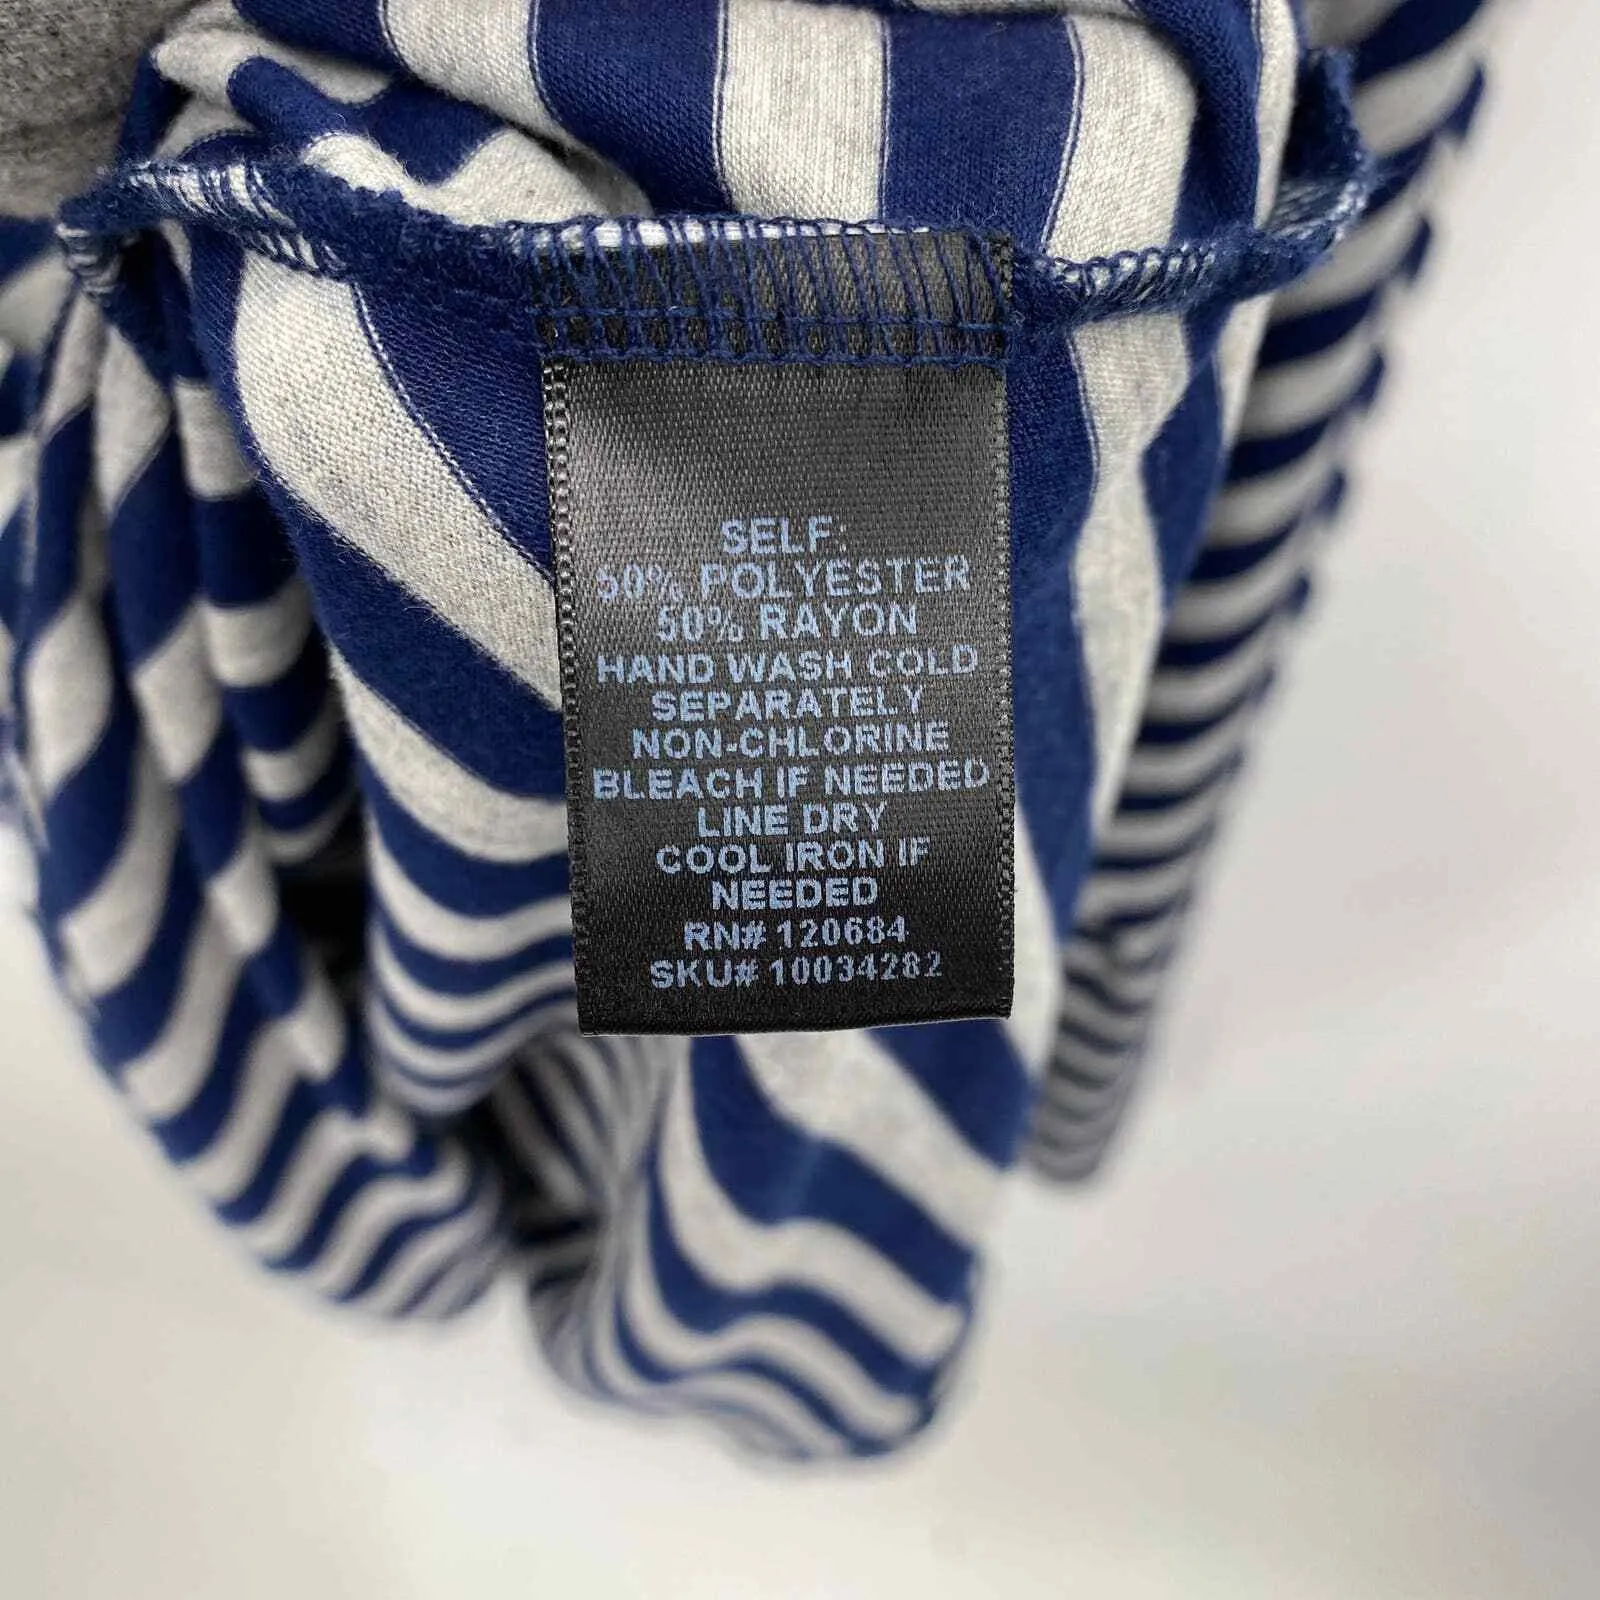 SELF:
50% POLYESTER
50% RAYON
HAND WASH COLD
SEPARATELY
NON-CHLORINE
BLEACH IF NEEDED
LINE DRY
COOL IRON IF
NEEDED
RN# 120684
SKU# 10034282